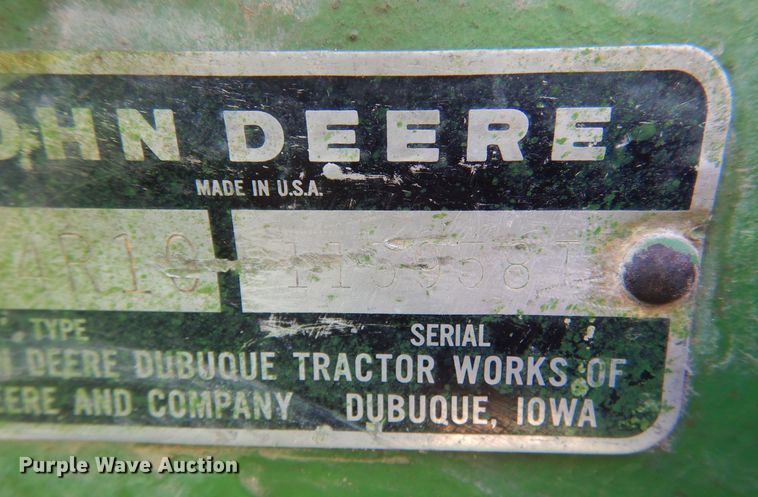 OHN DEERE
MADE IN U.S.A.
4R10
TYPE SERIAL
N DEERE DUBUQUE TRACTOR WORKS OF
EERE AND COMPANY DUBUQUE, IOWA
Purple Wave Auction